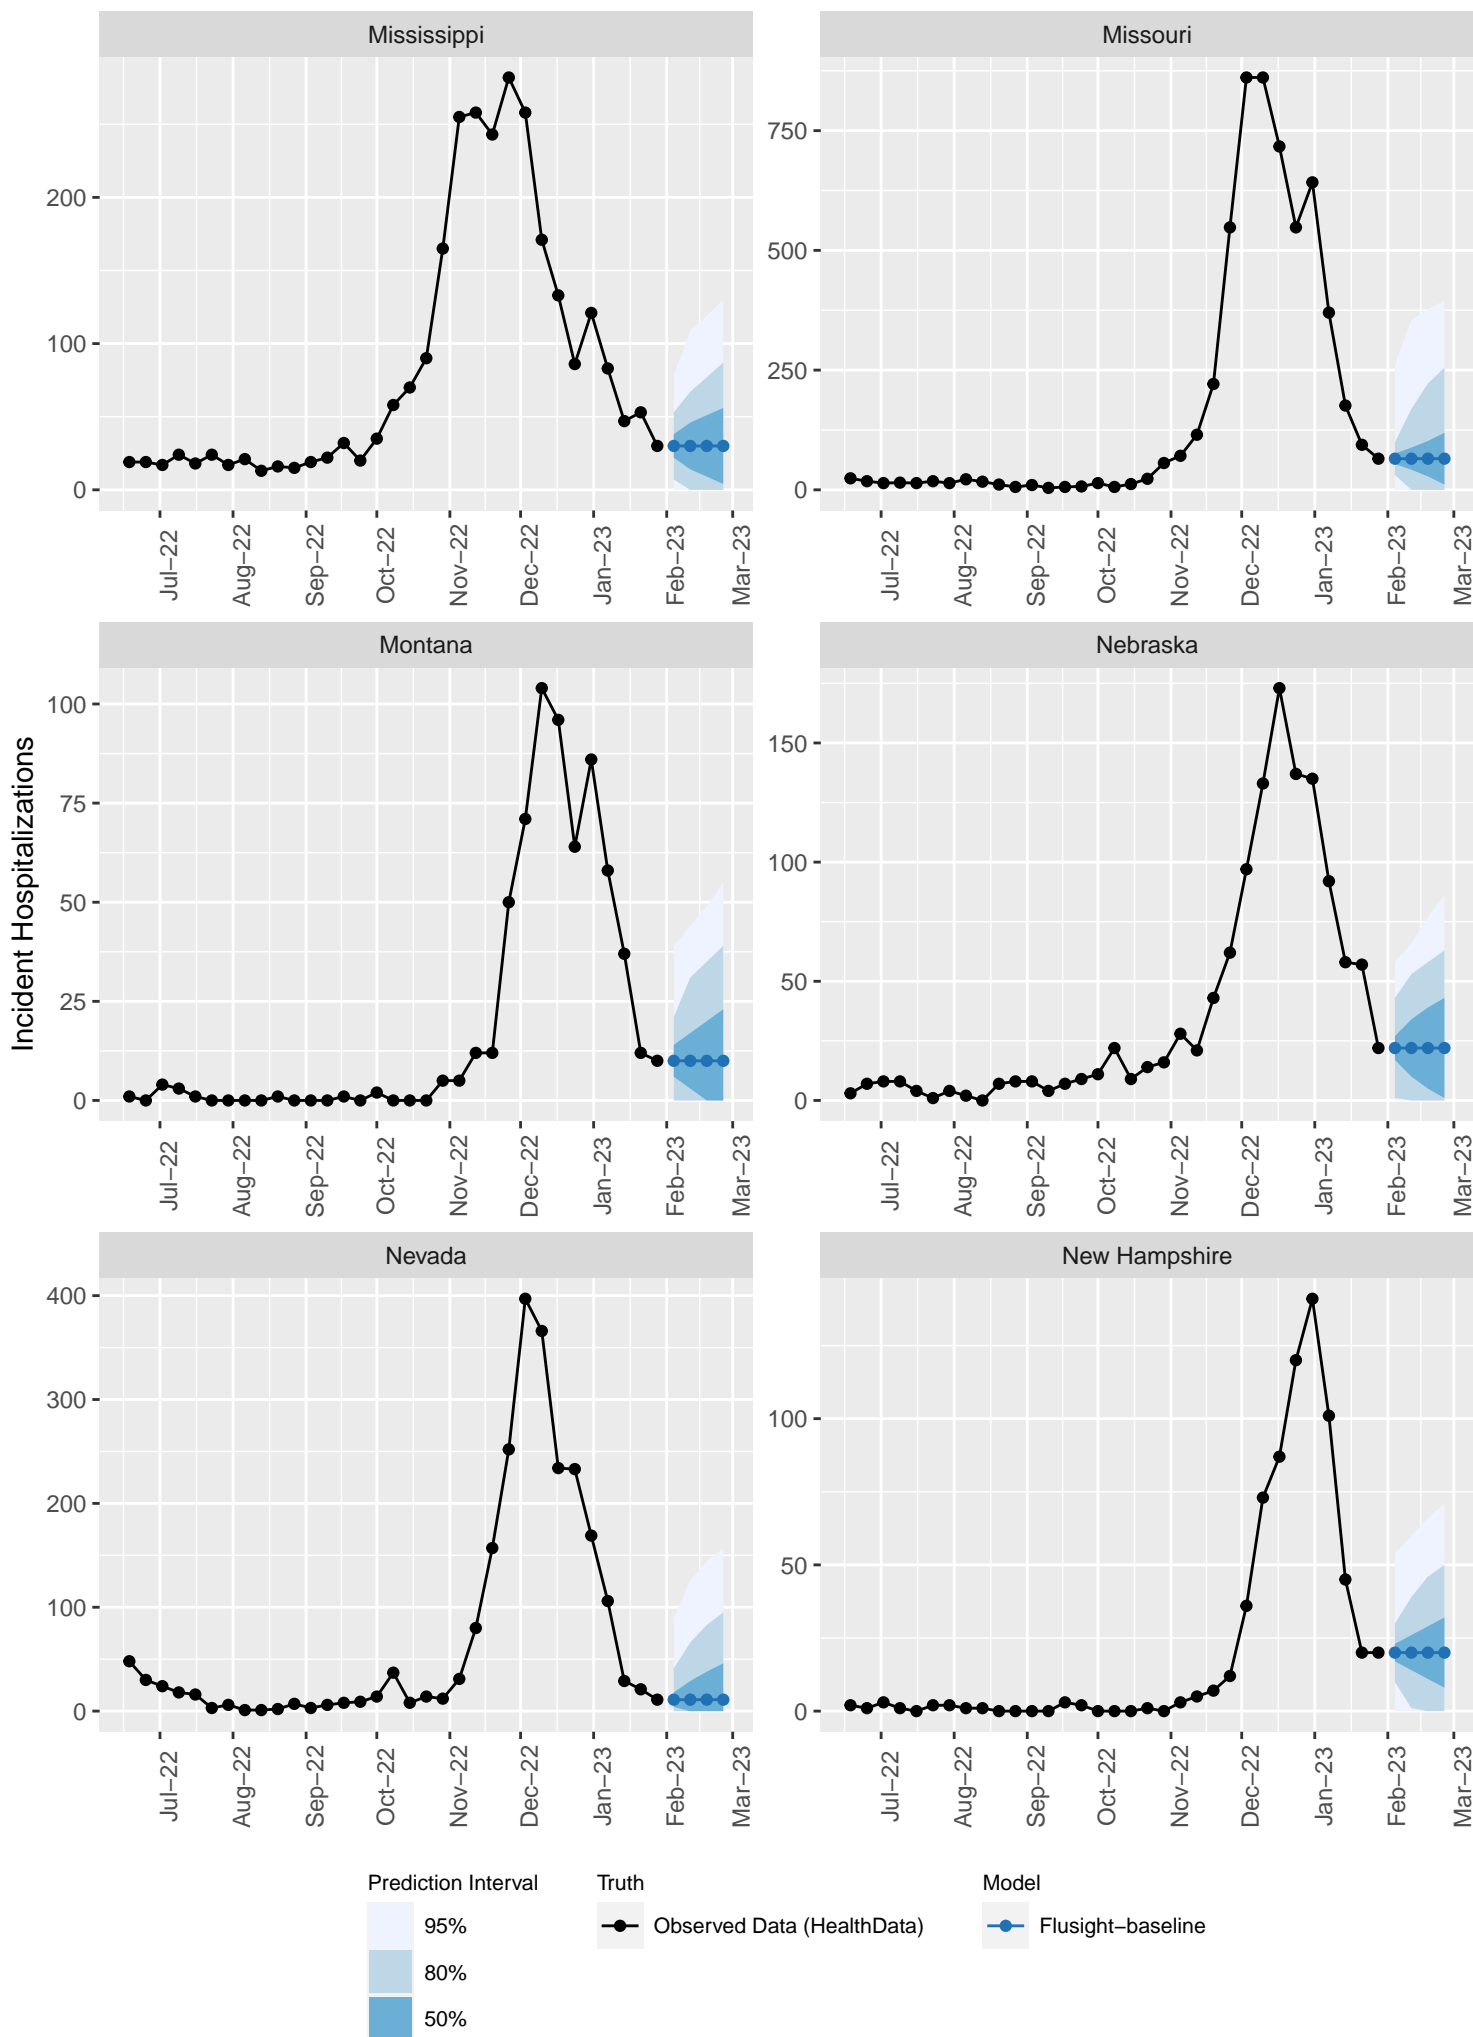 Mississippi
Missouri
200
100
0
750
500
250
0
Jul−22 Aug−22 Sep−22 Oct−22 Nov−22 Dec−22 Jan−23 Feb−23 Mar−23
Jul−22 Aug−22 Sep−22 Oct−22 Nov−22 Dec−22 Jan−23 Feb−23 Mar−23
Montana
Nebraska
Incident Hospitalizations
100
75
50
25
0
150
100
50
0
Jul−22 Aug−22 Sep−22 Oct−22 Nov−22 Dec−22 Jan−23 Feb−23 Mar−23
Jul−22 Aug−22 Sep−22 Oct−22 Nov−22 Dec−22 Jan−23 Feb−23 Mar−23
Nevada
New Hampshire
400
300
200
100
0
100
50
0
Jul−22 Aug−22 Sep−22 Oct−22 Nov−22 Dec−22 Jan−23 Feb−23 Mar−23
Jul−22 Aug−22 Sep−22 Oct−22 Nov−22 Dec−22 Jan−23 Feb−23 Mar−23
Prediction Interval
95%
80%
50%
Truth
Observed Data (HealthData)
Model
Flusight−baseline